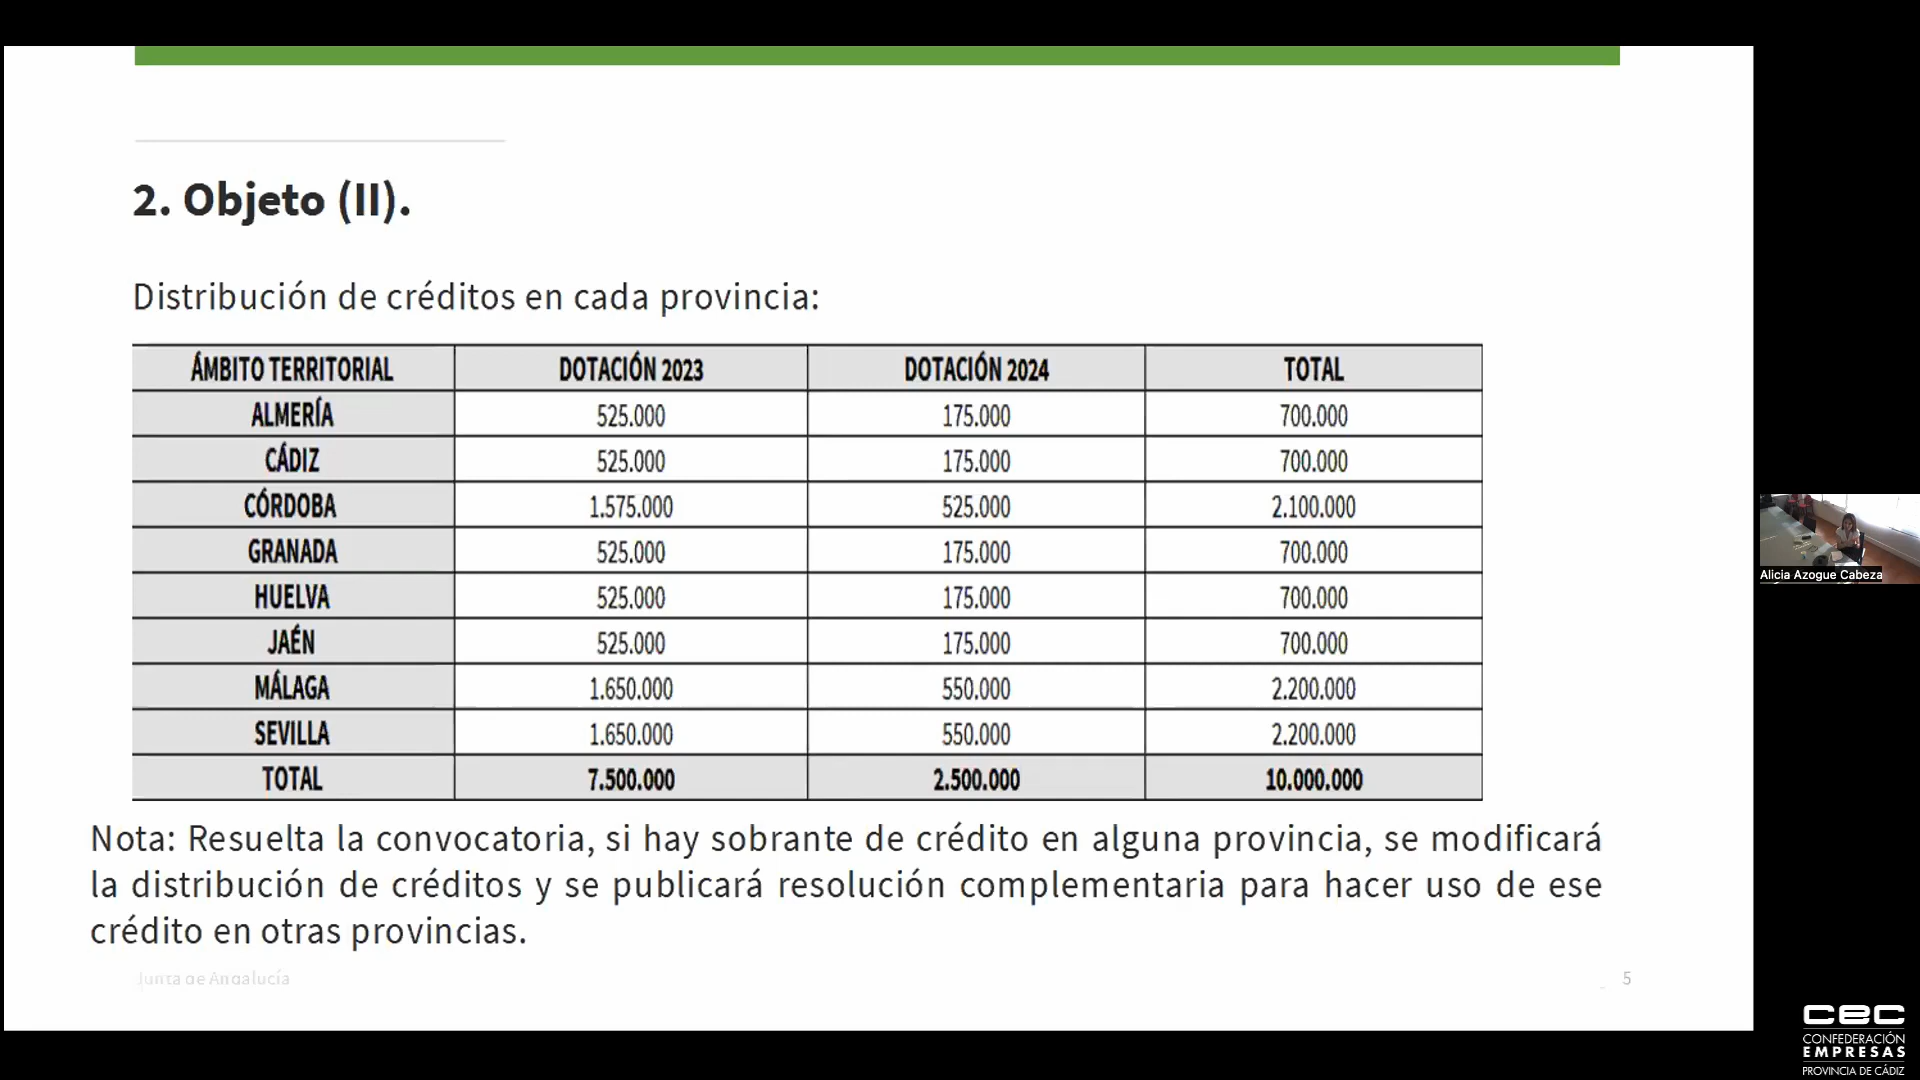 2. Objeto (II).
Distribución de créditos en cada provincia:
ÁMBITO TERRITORIAL DOTACIÓN 2023 DOTACIÓN 2024 TOTAL
ALMERÍA 525.000 175.000 700.000
CÁDIZ 525.000 175.000 700.000
CÓRDOBA 1.575.000 525.000 2.100.000
GRANADA 525.000 175.000 700.000
HUELVA 525.000 175.000 700.000
JAÉN 525.000 175.000 700.000
MÁLAGA 1.650.000 550.000 2.200.000
SEVILLA 1.650.000 550.000 2.200.000
TOTAL 7.500.000 2.500.000 10.000.000
Nota: Resuelta la convocatoria, si hay sobrante de crédito en alguna provincia, se modificará
la distribución de créditos y se publicará resolución complementaria para hacer uso de ese
crédito en otras provincias.
Junta de Andalucía 5
Alicia Azogue Cabeza
cec
CONFEDERACIÓN
EMPRESAS
PROVINCIA DE CÁDIZ